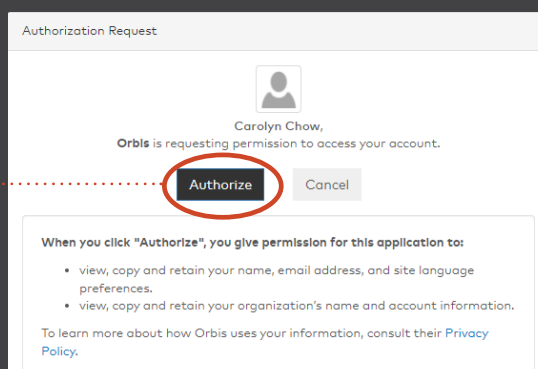 Authorization Request
Carolyn Chow,
Orbis is requesting permission to access your account.
Authorize
Cancel
When you click "Authorize", you give permission for this application to:
• view, copy and retain your name, email address, and site language
preferences.
• view, copy and retain your organization's name and account information.
To learn more about how Orbis uses your information, consult their Privacy
Policy.